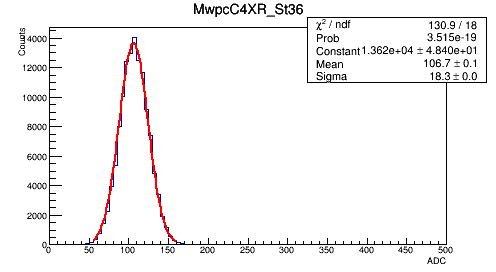 MwpcC4XR_St36
χ² / ndf 130.9 / 18
Prob 3.515e-19
Constant 1.362e+04 ± 4.840e+01
Mean 106.7 ± 0.1
Sigma 18.3 ± 0.0
Counts
14000
12000
10000
8000
6000
4000
2000
0
0 50 100 150 200 250 300 350 400 450 500
ADC